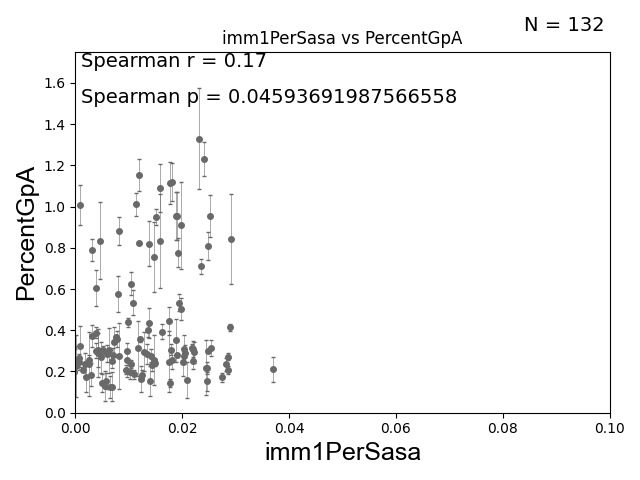 N = 132
imm1PerSasa vs PercentGpA
Spearman r = 0.17
Spearman p = 0.04593691987566558
PercentGpA
1.6
1.4
1.2
1.0
0.8
0.6
0.4
0.2
0.0
0.00 0.02 0.04 0.06 0.08 0.10
imm1PerSasa